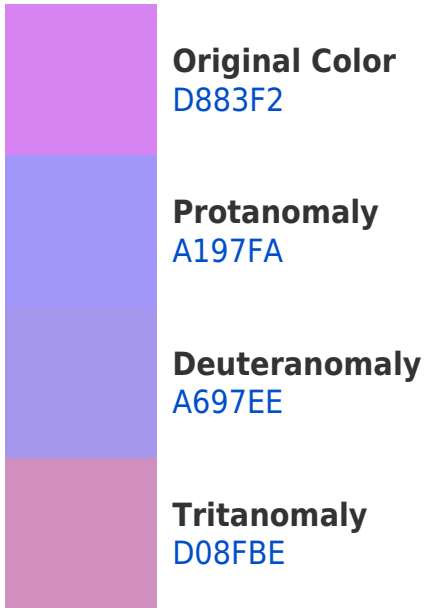 Original Color
D883F2
Protanomaly
A197FA
Deuteranomaly
A697EE
Tritanomaly
D08FBE